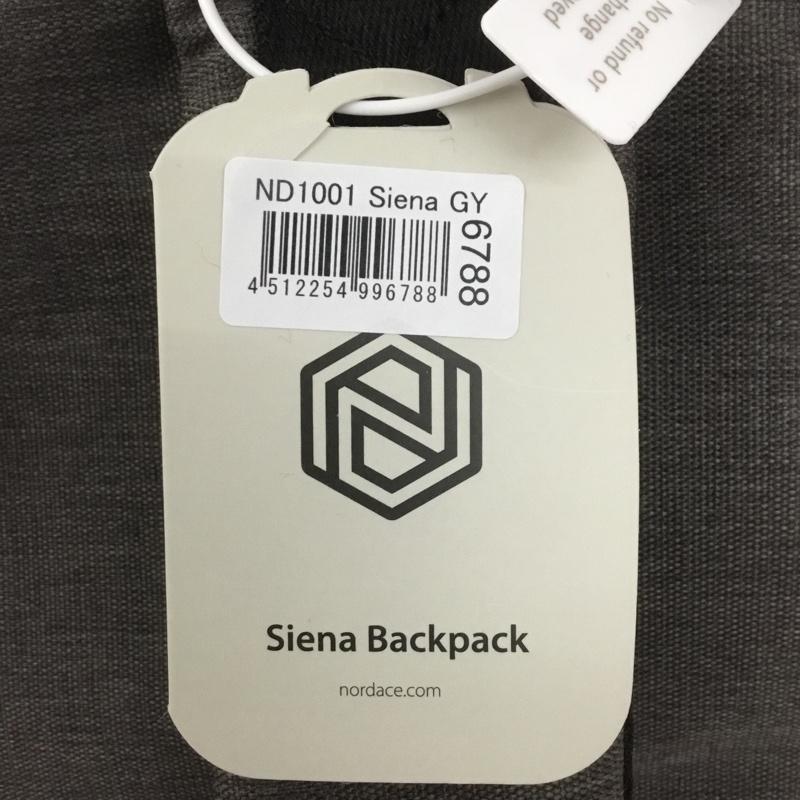 No refund or
change
ND1001 Siena GY
6788
4 512254 996788
Siena Backpack
nordace.com